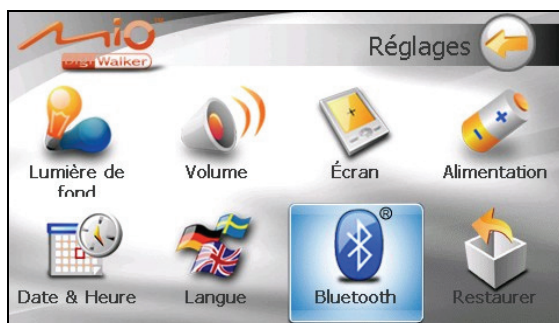 Mio
DigiWalker
Réglages
Lumière de
fond
Volume
Écran
Alimentation
Date & Heure
Langue
Bluetooth
®
Restaurer